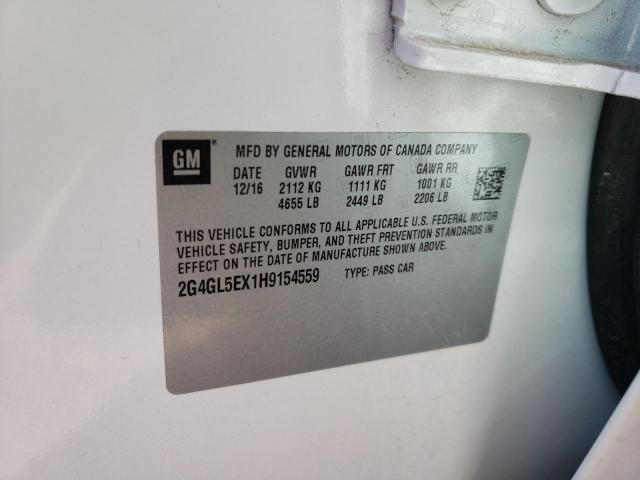 GM
MFD BY GENERAL MOTORS OF CANADA COMPANY
DATE GVWR GAWR FRT GAWR RR
12/16 2112 KG 1111 KG 1001 KG
4655 LB 2449 LB 2206 LB
THIS VEHICLE CONFORMS TO ALL APPLICABLE U.S. FEDERAL MOTOR
VEHICLE SAFETY, BUMPER, AND THEFT PREVENTION STANDARDS IN
EFFECT ON THE DATE OF MANUFACTURE SHOWN ABOVE.
2G4GL5EX1H9154559 TYPE: PASS CAR